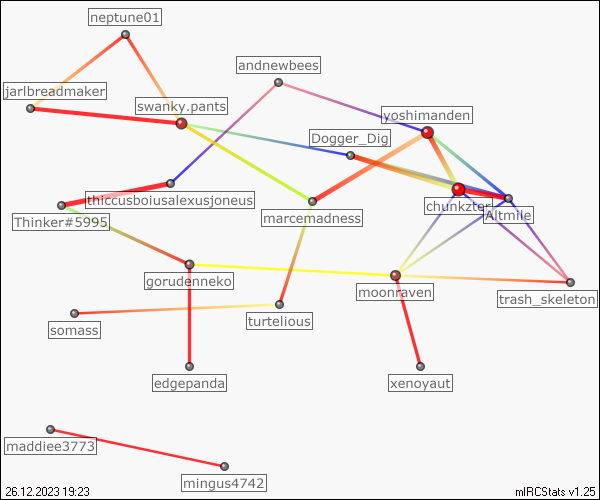 neptune01
andnewbees
jarlbreadmaker
swanky.pants
yoshimanden
Dogger_Dig
thiccusboiusalexusjoneus
chunkzter
Altmile
Thinker#5995
marcemadness
gorudenneko
moonraven
trash_skeleton
somass
turtelious
edgepanda
xenoyaut
maddiee3773
mingus4742
26.12.2023 19:23
mIRCStats v1.25